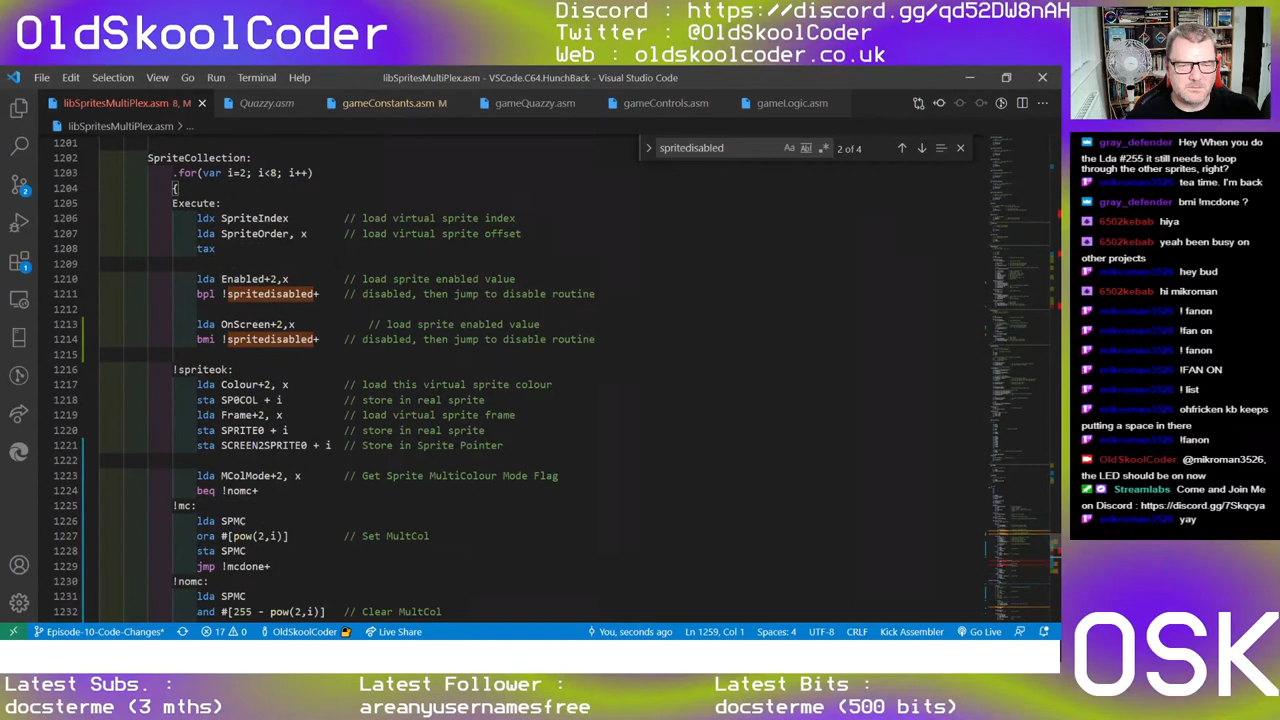 OldSkoolCoder
Discord : https://discord.gg/qd52DW8nAH
Twitter : @OldSkoolCoder
Web : oldskoolcoder.co.uk
File Edit Selection View Go Run Terminal Help
libSpritesMultiPlex.asm - VSCode.C64.HunchBack - Visual Studio Code
libSpritesMultiPlex.asm 8, M
Quazzy.asm
gameConstants.asm M
gameQuazzy.asm
gameControls.asm
gameLogic.asm
libSpritesMultiPlex.asm > ...
spritedisabled
2 of 4
1201
1202 SpriteCollection:
1203 .for(var i=2; i<8; i++)
1204 {
1205 Execute:
1206 ldx SpriteIndex // load virtual sprite index
1207 lda SpriteOrder, x // load virtual sprite offset
1208 tax
1209
1210 lda Enabled+2,x // load sprite enabled value
1211 bpl !spritedisabled+ // disabled, then jump to disable routine
1212
1213 lda OnScreen+2,x // load sprite enabled value
1214 bmi !spritedisabled+ // disabled, then jump to disable routine
1215
1216 !spriteok:
1217 lda Colour+2, x // load this virtual sprite colour
1218 sta SP0COL + i // store in real sprite
1219 lda Frame+2, x // load virtual sprite frame
1220 sta SPRITE0 + i // store in real sprite
1221 sta SCREEN2SPRITE0 + i // Store in Sprite Pointer
1222
1223 lda MColMode+2, x // Get Sprite MultiColour Mode Flag
1224 beq !nomc+
1225 !mc:
1226 lda SPMC
1227 ora #[pow(2,i)] // Set MultCol
1228 sta SPMC
1229 jmp !mcdone+
1230 !nomc:
1231 lda SPMC
1232 and #[255 - pow(2,i)] // Clear MultCol
Episode-10-Code-Changes* 17 0 OldSkoolCoder Live Share You, seconds ago Ln 1259, Col 1 Spaces: 4 UTF-8 CRLF Kick Assembler Go Live
gray_defender Hey When you
do the Lda #255 it still needs to loop
through the other sprites, right?
mikroman3526 tea time. I'm back
gray_defender bmi !mcdone ?
6502kebab hiya
6502kebab yeah been busy on
other projects
mikroman3526 hey bud
6502kebab hi mikroman
mikroman3526 !fan on
mikroman3526 ! fanon
mikroman3526 !FAN ON
mikroman3526 ! list
mikroman3526 ohfricken kb keeps
putting a space in there
mikroman3526 !fanon
OldSkoolCoder @mikroman3526,
the LED should be on now
Streamlabs Come and Join Me
on Discord : https://discord.gg/7Skqcya
mikroman3526 yay
OSK
Latest Subs. :
docsterme (3 mths)
Latest Follower :
areanyusernamesfree
Latest Bits :
docsterme (500 bits)